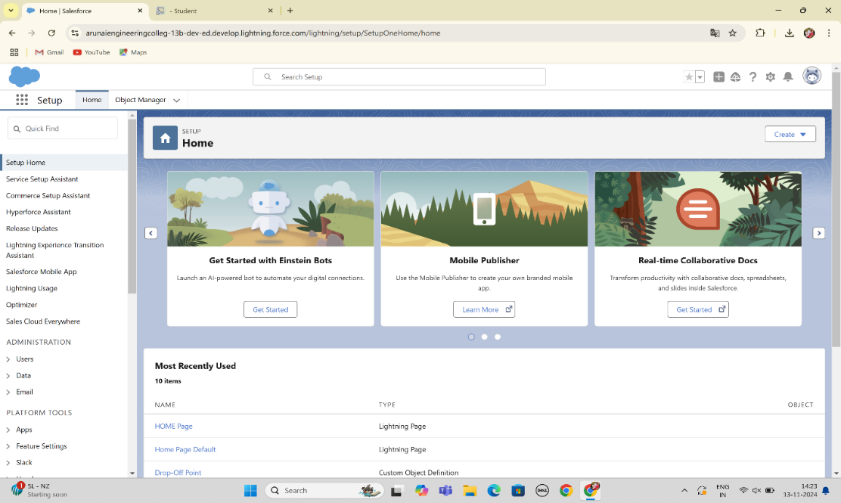 Home | Salesforce
- Student
arunaiengineeringcolleg-13b-dev-ed.develop.lightning.force.com/lightning/setup/SetupOneHome/home
Gmail
YouTube
Maps
Search Setup
Setup
Home
Object Manager
Quick Find
Setup Home
Service Setup Assistant
Commerce Setup Assistant
Hyperforce Assistant
Release Updates
Lightning Experience Transition
Assistant
Salesforce Mobile App
Lightning Usage
Optimizer
Sales Cloud Everywhere
ADMINISTRATION
Users
Data
Email
PLATFORM TOOLS
Apps
Feature Settings
Slack
SETUP
Home
Create
Get Started with Einstein Bots
Launch an AI-powered bot to automate your digital connections.
Get Started
Mobile Publisher
Use the Mobile Publisher to create your own branded mobile
app.
Learn More
Real-time Collaborative Docs
Transform productivity with collaborative docs, spreadsheets,
and slides inside Salesforce.
Get Started
Most Recently Used
10 items
NAME TYPE OBJECT
HOME Page Lightning Page
Home Page Default Lightning Page
Drop-Off Point Custom Object Definition
SL - NZ
Starting soon
Search
ENG
IN
14:23
13-11-2024